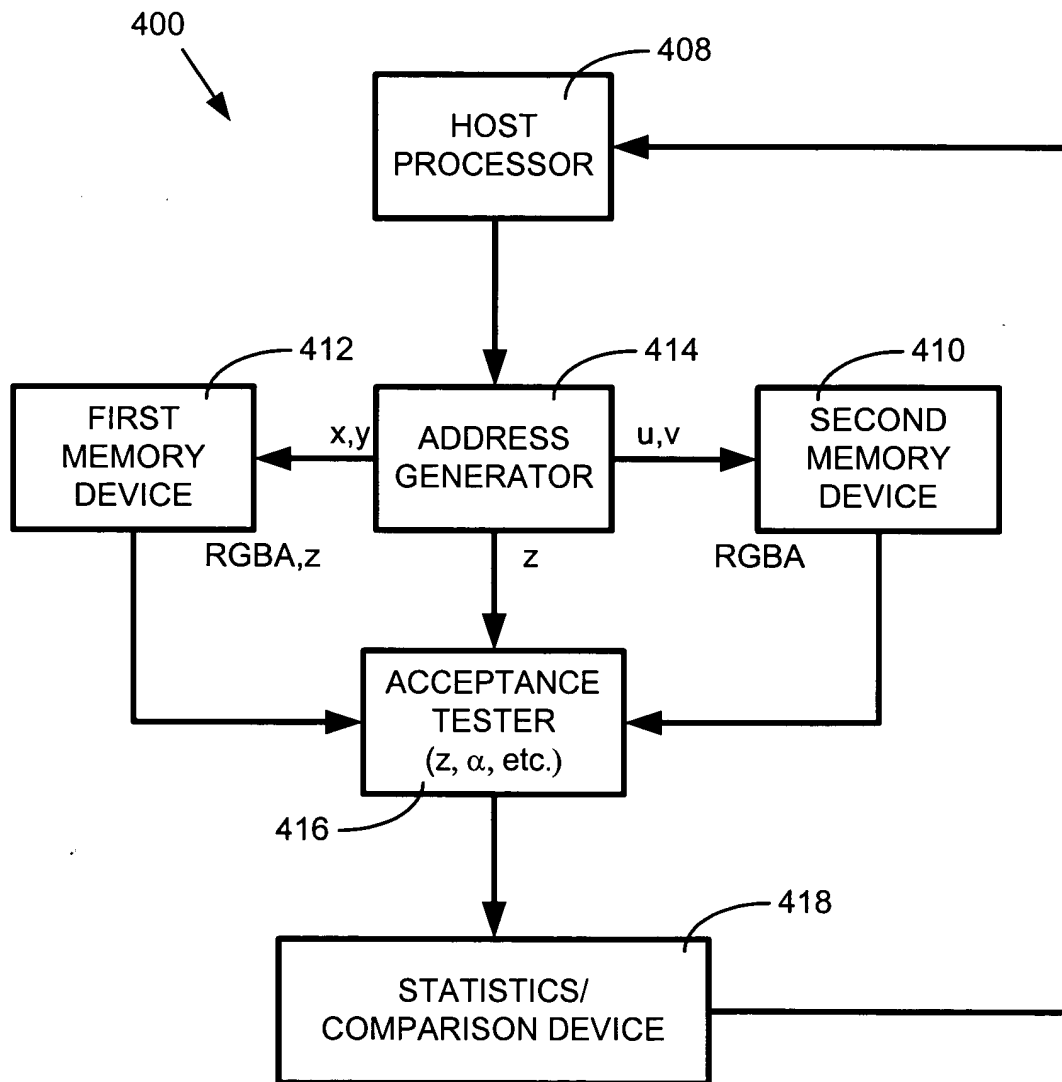 400
408
HOST
PROCESSOR
412
414
410
FIRST
MEMORY
DEVICE
x,y
ADDRESS
GENERATOR
u,v
SECOND
MEMORY
DEVICE
RGBA,z
z
RGBA
ACCEPTANCE
TESTER
(z, α, etc.)
416
418
STATISTICS/
COMPARISON DEVICE